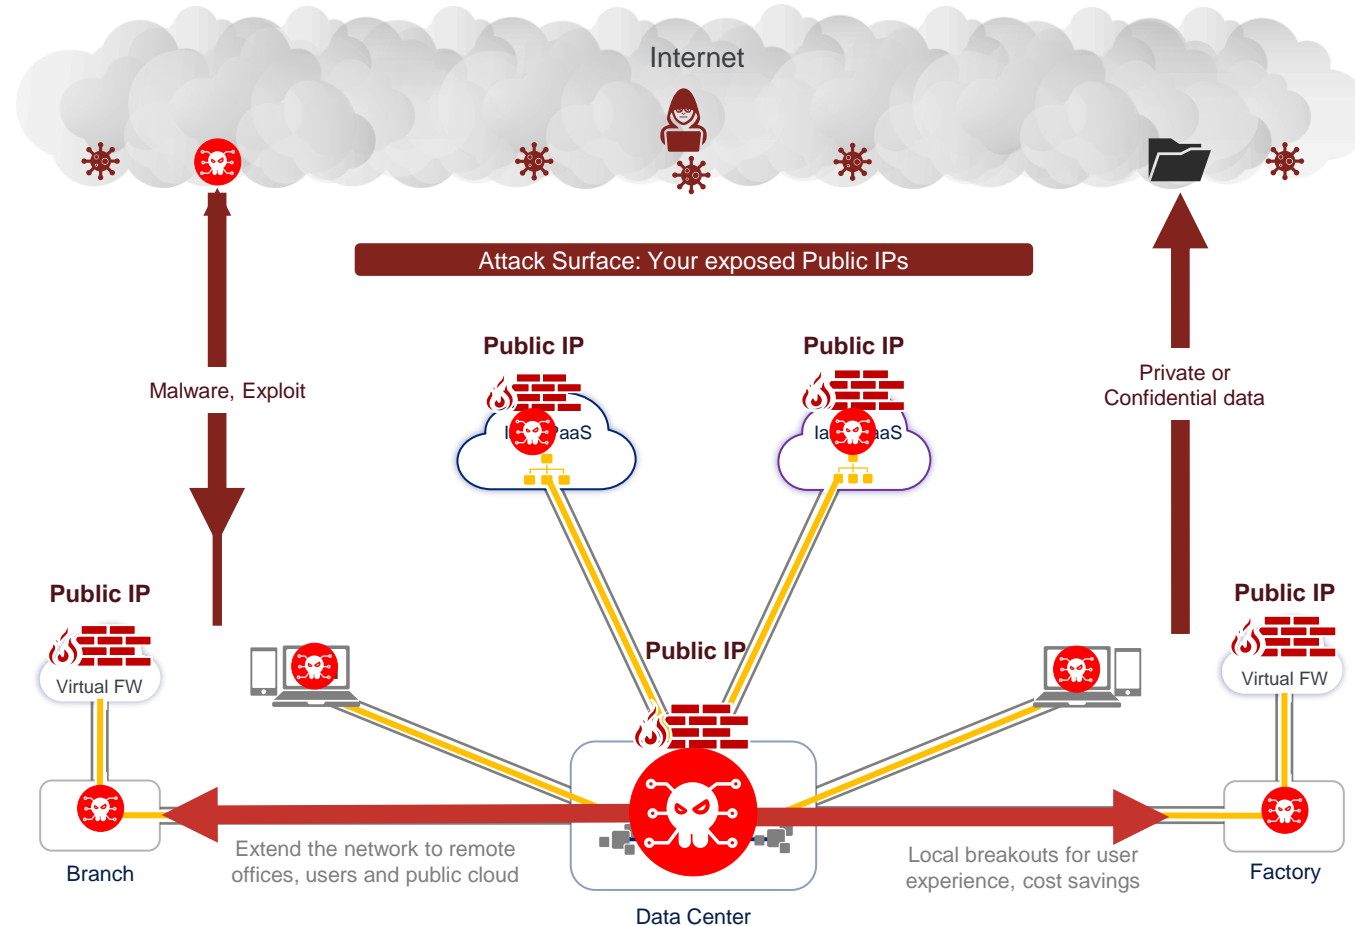 Internet
Attack Surface: Your exposed Public IPs
Public IP
Public IP
Malware, Exploit
Private or
Confidential data
PaaS
Public IP
Public IP
Public IP
Virtual FW
Virtual FW
Extend the network to remote
offices, users and public cloud
Local breakouts for user
experience, cost savings
Branch
Factory
Data Center